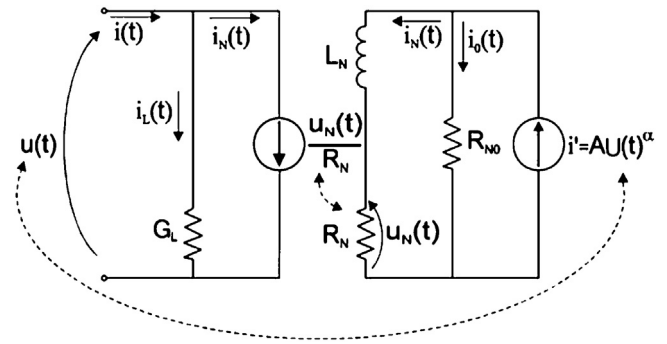 i(t)
i_N(t)
i_N(t)
i_0(t)
L_N
i_L(t)
u(t)
u_N(t)
R_N
R_N0
i'=AU(t)^α
G_L
R_N
u_N(t)